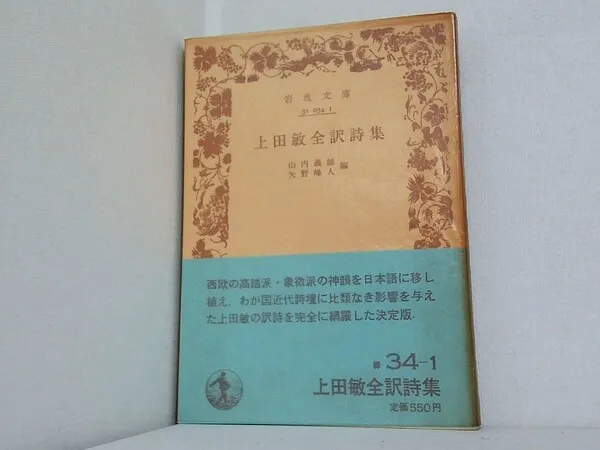 岩波文庫
31-034-1
上田敏全訳詩集
山内義雄
矢野峰人 編
西欧の高踏派・象徴派の神韻を日本語に移し
植え，わが国近代詩壇に比類なき影響を与え
た上田敏の訳詩を完全に網羅した決定版．
緑 34-1
上田敏全訳詩集
定価550円